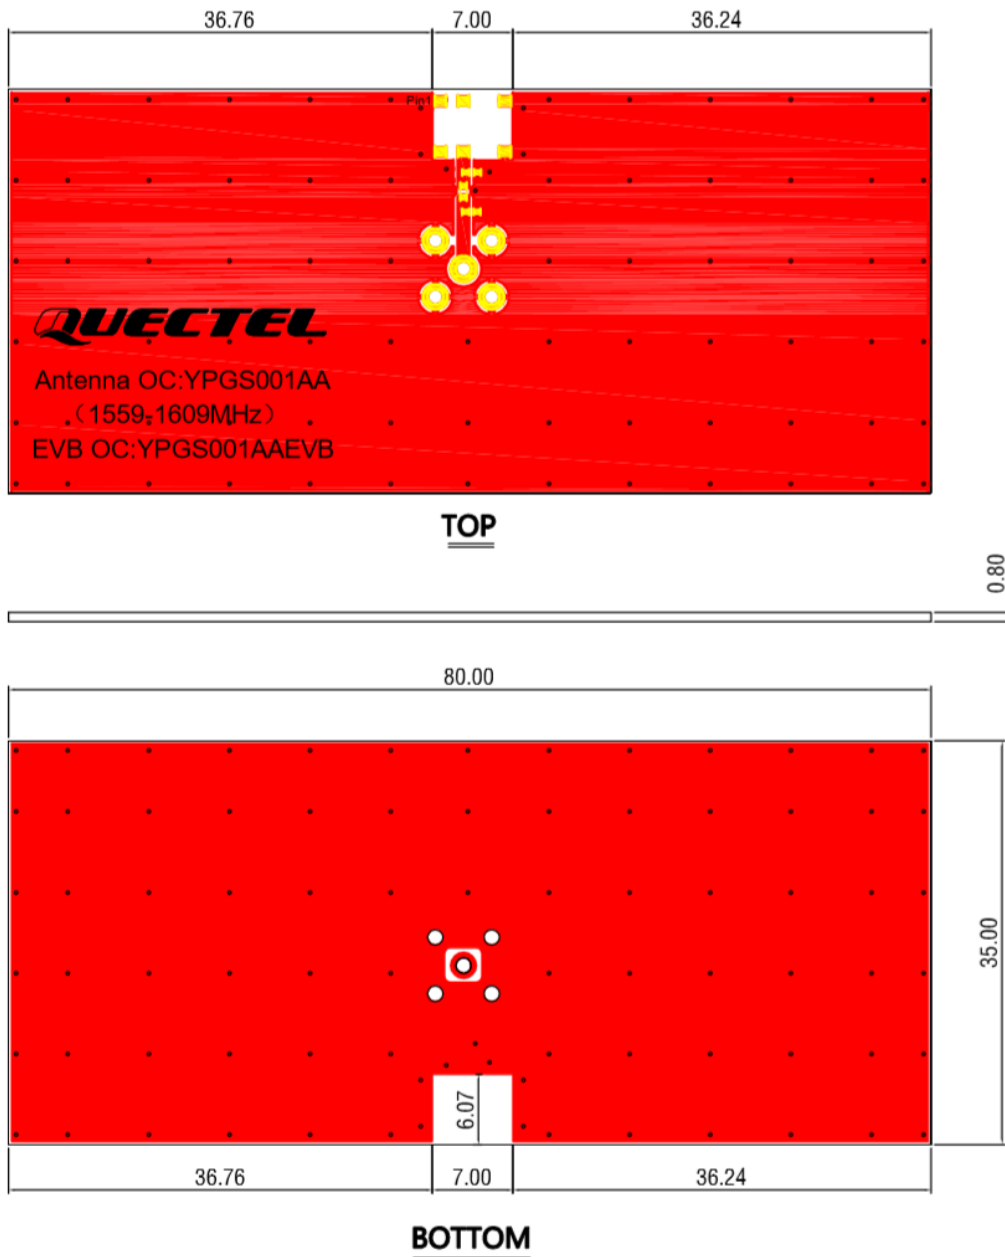 36.76 7.00 36.24
Pin1
QUECTEL
Antenna OC:YPGS001AA
（1559-1609MHz）
EVB OC:YPGS001AAEVB
TOP
0.80
80.00
35.00
6.07
36.76 7.00 36.24
BOTTOM